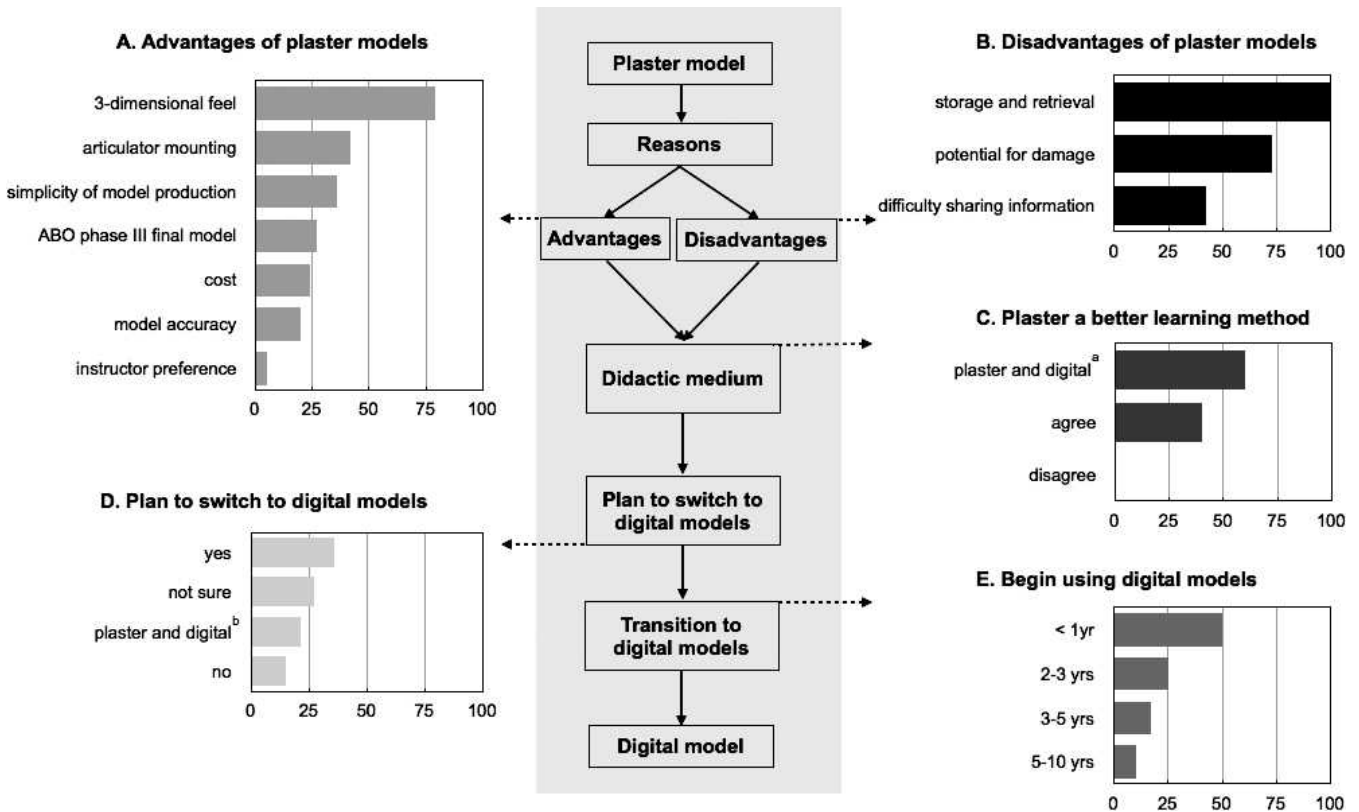 A. Advantages of plaster models
3-dimensional feel
articulator mounting
simplicity of model production
ABO phase III final model
cost
model accuracy
instructor preference
0 25 50 75 100
Plaster model
Reasons
Advantages
Disadvantages
Didactic medium
Plan to switch to
digital models
Transition to
digital models
Digital model
B. Disadvantages of plaster models
storage and retrieval
potential for damage
difficulty sharing information
0 25 50 75 100
C. Plaster a better learning method
plaster and digital a
agree
disagree
0 25 50 75 100
D. Plan to switch to digital models
yes
not sure
plaster and digital b
no
0 25 50 75 100
E. Begin using digital models
< 1yr
2-3 yrs
3-5 yrs
5-10 yrs
0 25 50 75 100